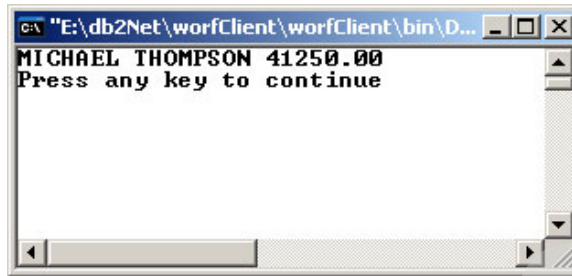 "E:\db2Net\worfClient\worfClient\bin\D...
MICHAEL THOMPSON 41250.00
Press any key to continue